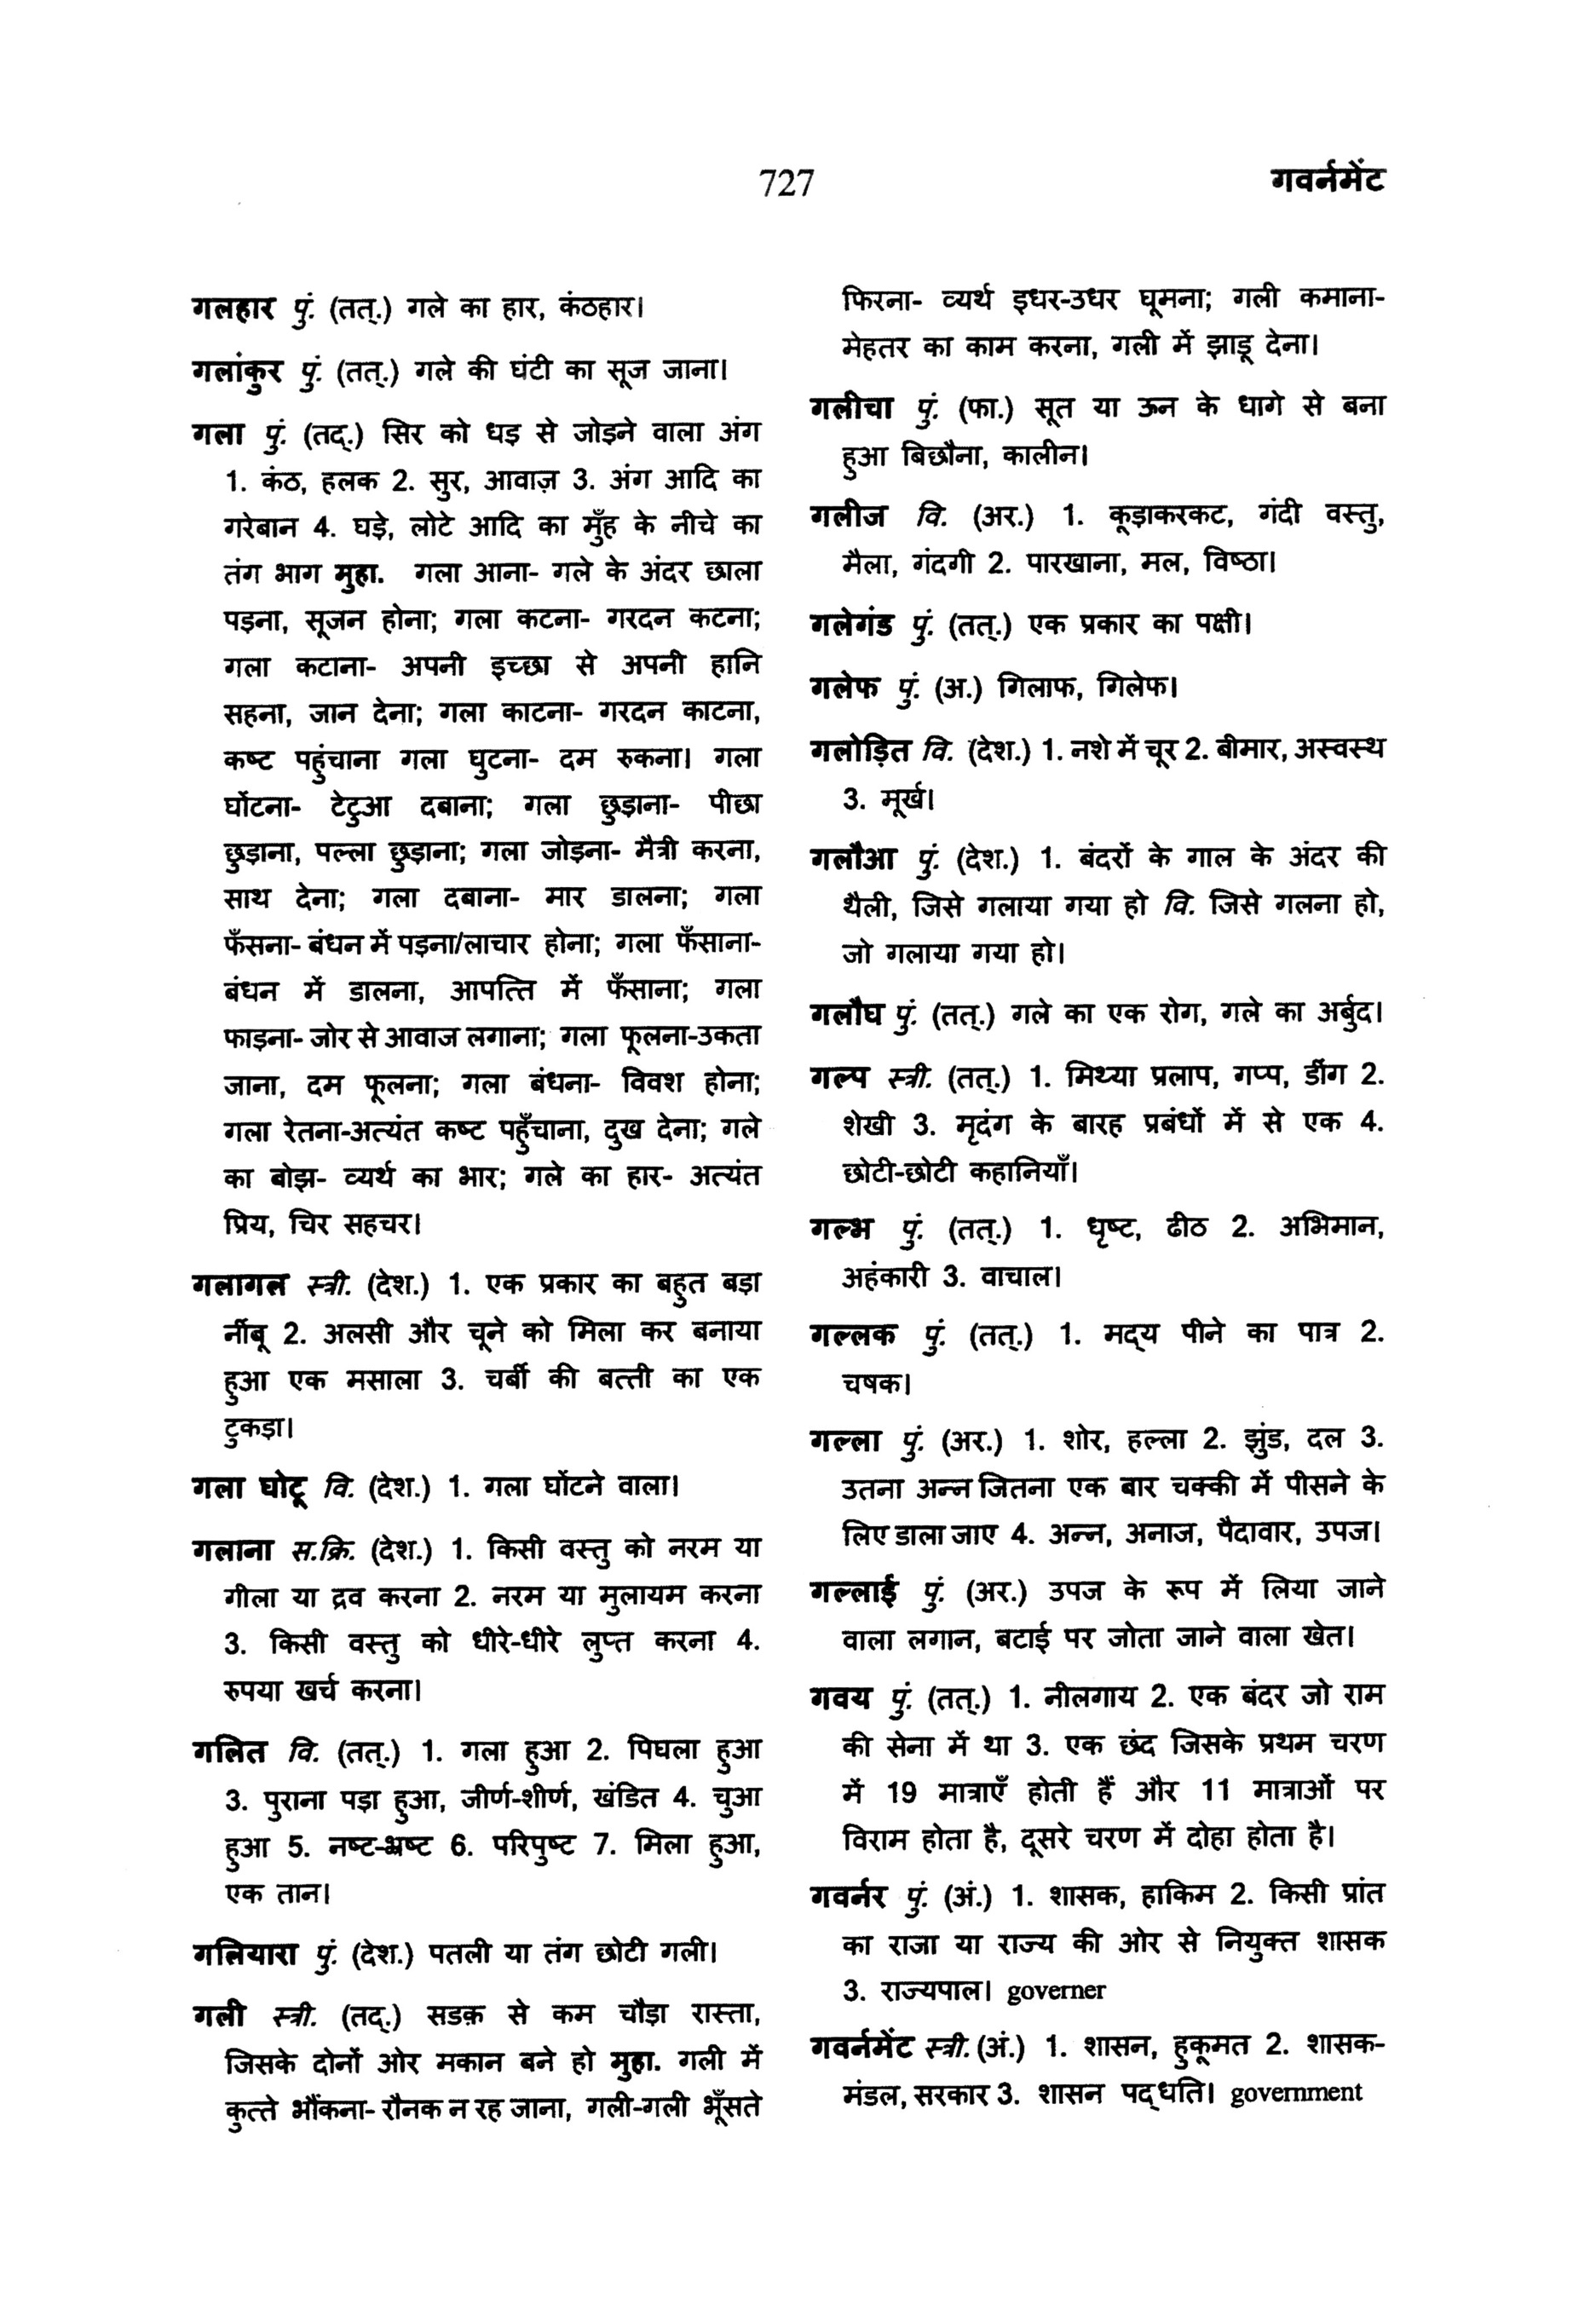 727
गवर्नमेंट
गलहार पुं. (तत्.) गले का हार, कंठहार।
गलांकुर पुं. (तत्.) गले की घंटी का सूज जाना।
गला पुं. (तद्.) सिर को धड़ से जोड़ने वाला अंग
1. कंठ, हलक 2. सुर, आवाज़ 3. अंग आदि का
गरेबान 4. घड़े, लोटे आदि का मुँह के नीचे का
तंग भाग मुहा. गला आना- गले के अंदर छाला
पड़ना, सूजन होना; गला कटना- गरदन कटना;
गला कटाना- अपनी इच्छा से अपनी हानि
सहना, जान देना; गला काटना- गरदन काटना,
कष्ट पहुंचाना गला घुटना- दम रुकना। गला
घोंटना- टेटुआ दबाना; गला छुड़ाना- पीछा
छुड़ाना, पल्ला छुड़ाना; गला जोड़ना- मैत्री करना,
साथ देना; गला दबाना- मार डालना; गला
फँसना- बंधन में पड़ना/लाचार होना; गला फँसाना-
बंधन में डालना, आपत्ति में फँसाना; गला
फाड़ना- जोर से आवाज लगाना; गला फूलना-उकता
जाना, दम फूलना; गला बंधना- विवश होना;
गला रेतना-अत्यंत कष्ट पहुँचाना, दुख देना; गले
का बोझ- व्यर्थ का भार; गले का हार- अत्यंत
प्रिय, चिर सहचर।
गलागल स्त्री. (देश.) 1. एक प्रकार का बहुत बड़ा
नींबू 2. अलसी और चूने को मिला कर बनाया
हुआ एक मसाला 3. चर्बी की बत्ती का एक
टुकड़ा।
गला घोटू वि. (देश.) 1. गला घोंटने वाला।
गलाना स.क्रि. (देश.) 1. किसी वस्तु को नरम या
गीला या द्रव करना 2. नरम या मुलायम करना
3. किसी वस्तु को धीरे-धीरे लुप्त करना 4.
रुपया खर्च करना।
गलित वि. (तत्.) 1. गला हुआ 2. पिघला हुआ
3. पुराना पड़ा हुआ, जीर्ण-शीर्ण, खंडित 4. चुआ
हुआ 5. नष्ट-भ्रष्ट 6. परिपुष्ट 7. मिला हुआ,
एक तान।
गलियारा पुं. (देश.) पतली या तंग छोटी गली।
गली स्त्री. (तद्.) सडक़ से कम चौड़ा रास्ता,
जिसके दोनों ओर मकान बने हो मुहा. गली में
कुत्ते भौंकना- रौनक न रह जाना, गली-गली भूँसते
फिरना- व्यर्थ इधर-उधर घूमना; गली कमाना-
मेहतर का काम करना, गली में झाडू देना।
गलीचा पुं. (फा.) सूत या ऊन के धागे से बना
हुआ बिछौना, कालीन।
गलीज वि. (अर.) 1. कूड़ाकरकट, गंदी वस्तु,
मैला, गंदगी 2. पारखाना, मल, विष्ठा।
गलेगंड पुं. (तत्.) एक प्रकार का पक्षी।
गलेफ पुं. (अ.) गिलाफ, गिलेफ।
गलोड़ित वि. (देश.) 1. नशे में चूर 2. बीमार, अस्वस्थ
3. मूर्ख।
गलौआ पुं. (देश.) 1. बंदरों के गाल के अंदर की
थैली, जिसे गलाया गया हो वि. जिसे गलना हो,
जो गलाया गया हो।
गलौघ पुं. (तत्.) गले का एक रोग, गले का अर्बुद।
गल्प स्त्री. (तत्.) 1. मिथ्या प्रलाप, गप्प, डींग 2.
शेखी 3. मृदंग के बारह प्रबंधों में से एक 4.
छोटी-छोटी कहानियाँ।
गल्भ पुं. (तत्.) 1. धृष्ट, ढीठ 2. अभिमान,
अहंकारी 3. वाचाल।
गल्लक पुं. (तत्.) 1. मद्य पीने का पात्र 2.
चषक।
गल्ला पुं. (अर.) 1. शोर, हल्ला 2. झुंड, दल 3.
उतना अन्न जितना एक बार चक्की में पीसने के
लिए डाला जाए 4. अन्न, अनाज, पैदावार, उपज।
गल्लाई पुं. (अर.) उपज के रूप में लिया जाने
वाला लगान, बटाई पर जोता जाने वाला खेत।
गवय पुं. (तत्.) 1. नीलगाय 2. एक बंदर जो राम
की सेना में था 3. एक छंद जिसके प्रथम चरण
में 19 मात्राएँ होती हैं और 11 मात्राओं पर
विराम होता है, दूसरे चरण में दोहा होता है।
गवर्नर पुं. (अं.) 1. शासक, हाकिम 2. किसी प्रांत
का राजा या राज्य की ओर से नियुक्त शासक
3. राज्यपाल। governer
गवर्नमेंट स्त्री. (अं.) 1. शासन, हुकूमत 2. शासक-
मंडल, सरकार 3. शासन पद्धति। government